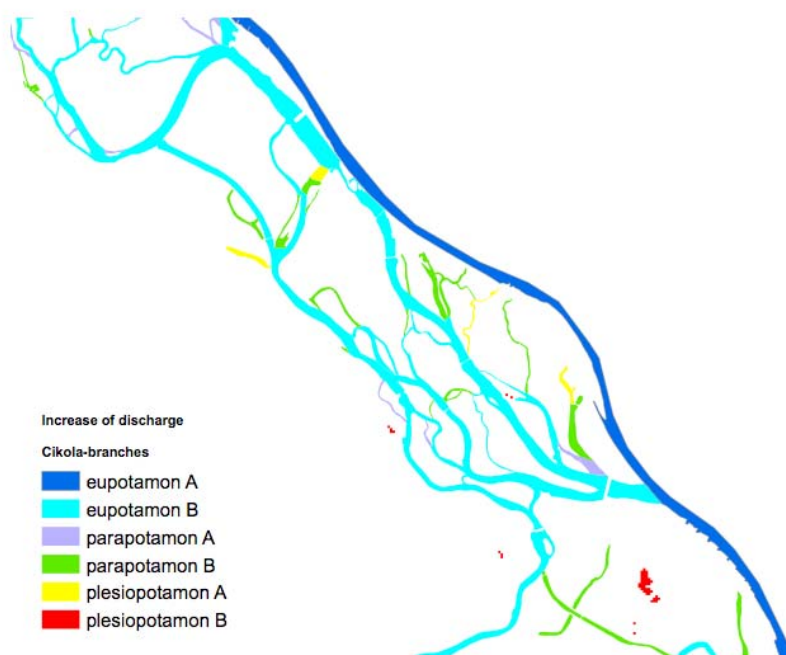 Increase of discharge
Cikola-branches
eupotamon A
eupotamon B
parapotamon A
parapotamon B
plesiopotamon A
plesiopotamon B